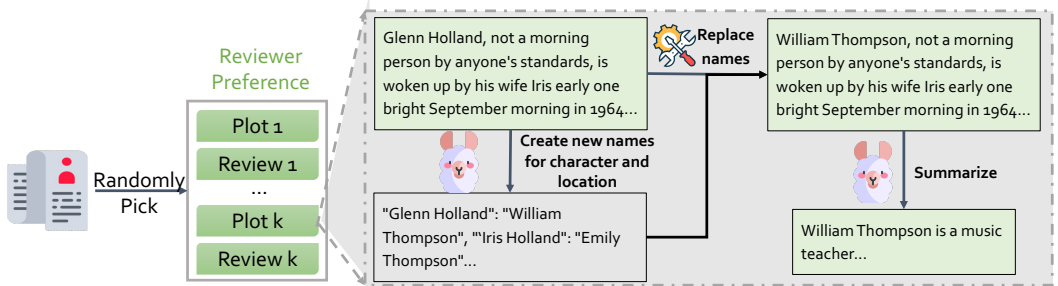 Randomly
Pick
Reviewer
Preference
Plot 1
Review 1
...
Plot k
Review k
Glenn Holland, not a morning
person by anyone's standards, is
woken up by his wife Iris early one
bright September morning in 1964...
Create new names
for character and
location
"Glenn Holland": "William
Thompson", "'Iris Holland": "Emily
Thompson"...
Replace
names
William Thompson, not a morning
person by anyone's standards, is
woken up by his wife Iris early one
bright September morning in 1964...
Summarize
William Thompson is a music
teacher...